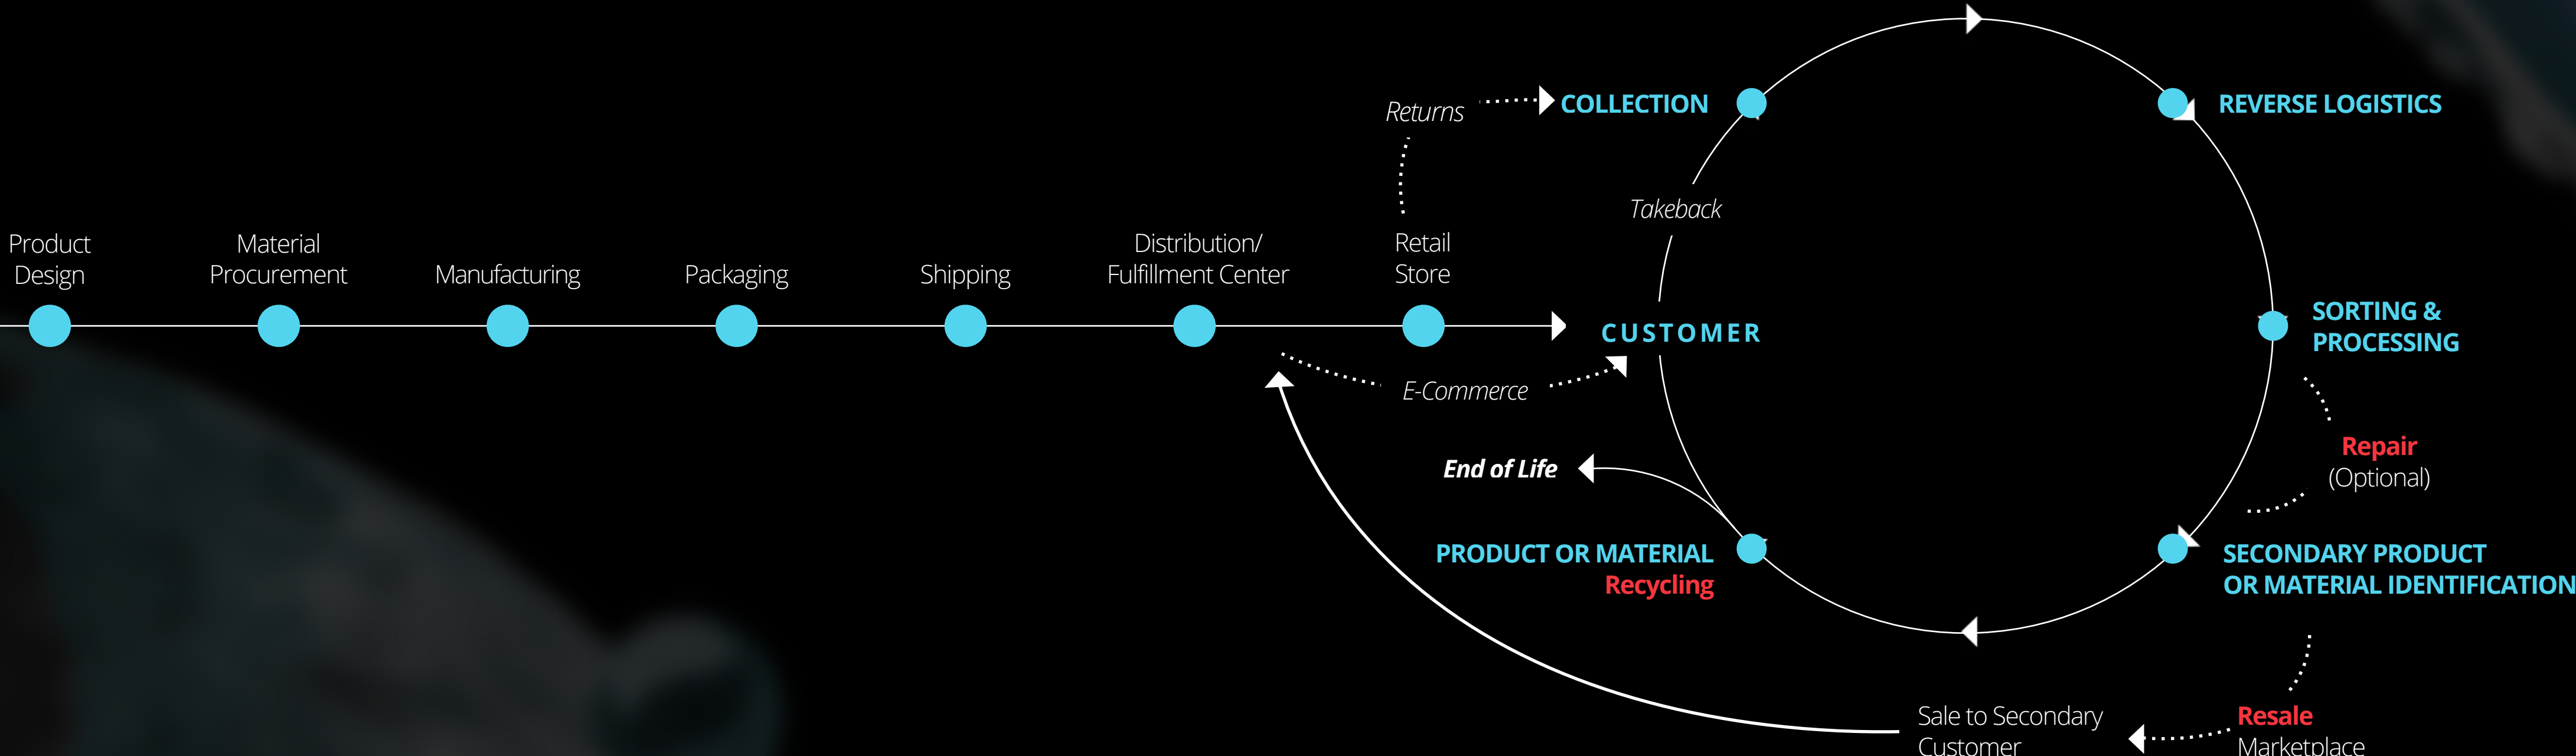 Product
Design
Material
Procurement
Manufacturing
Packaging
Shipping
Distribution/
Fulfillment Center
Retail
Store
Returns
COLLECTION
REVERSE LOGISTICS
Takeback
CUSTOMER
E-Commerce
SORTING &
PROCESSING
Repair
(Optional)
End of Life
PRODUCT OR MATERIAL
Recycling
SECONDARY PRODUCT
OR MATERIAL IDENTIFICATION
Resale
Marketplace
Sale to Secondary
Customer